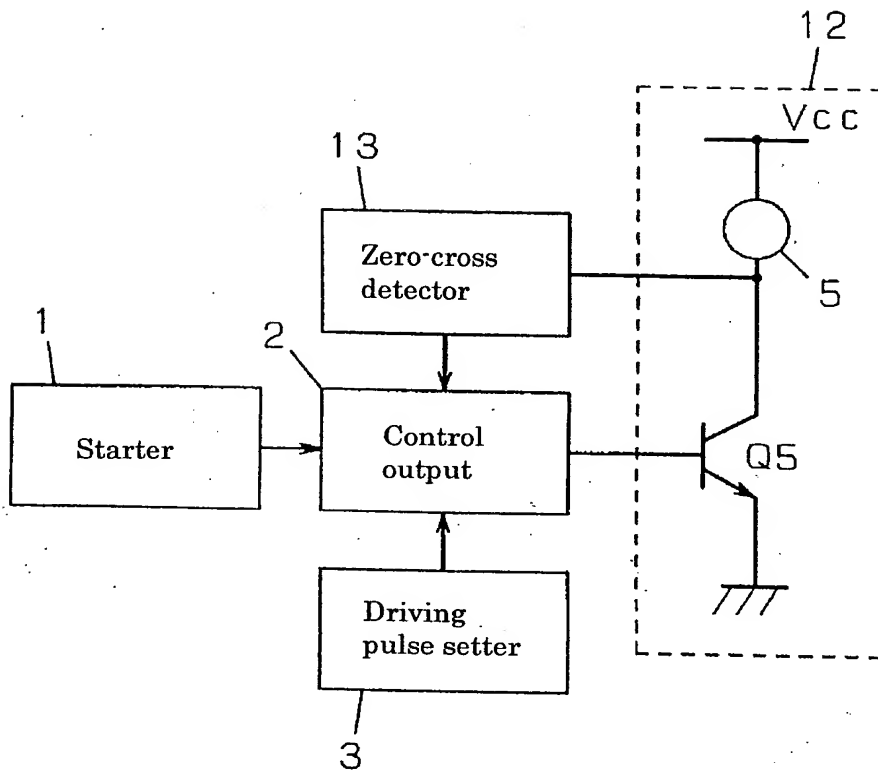 12
Vcc
13
Zero-cross
detector
5
1
2
Starter
Control
output
Q5
Driving
pulse setter
3